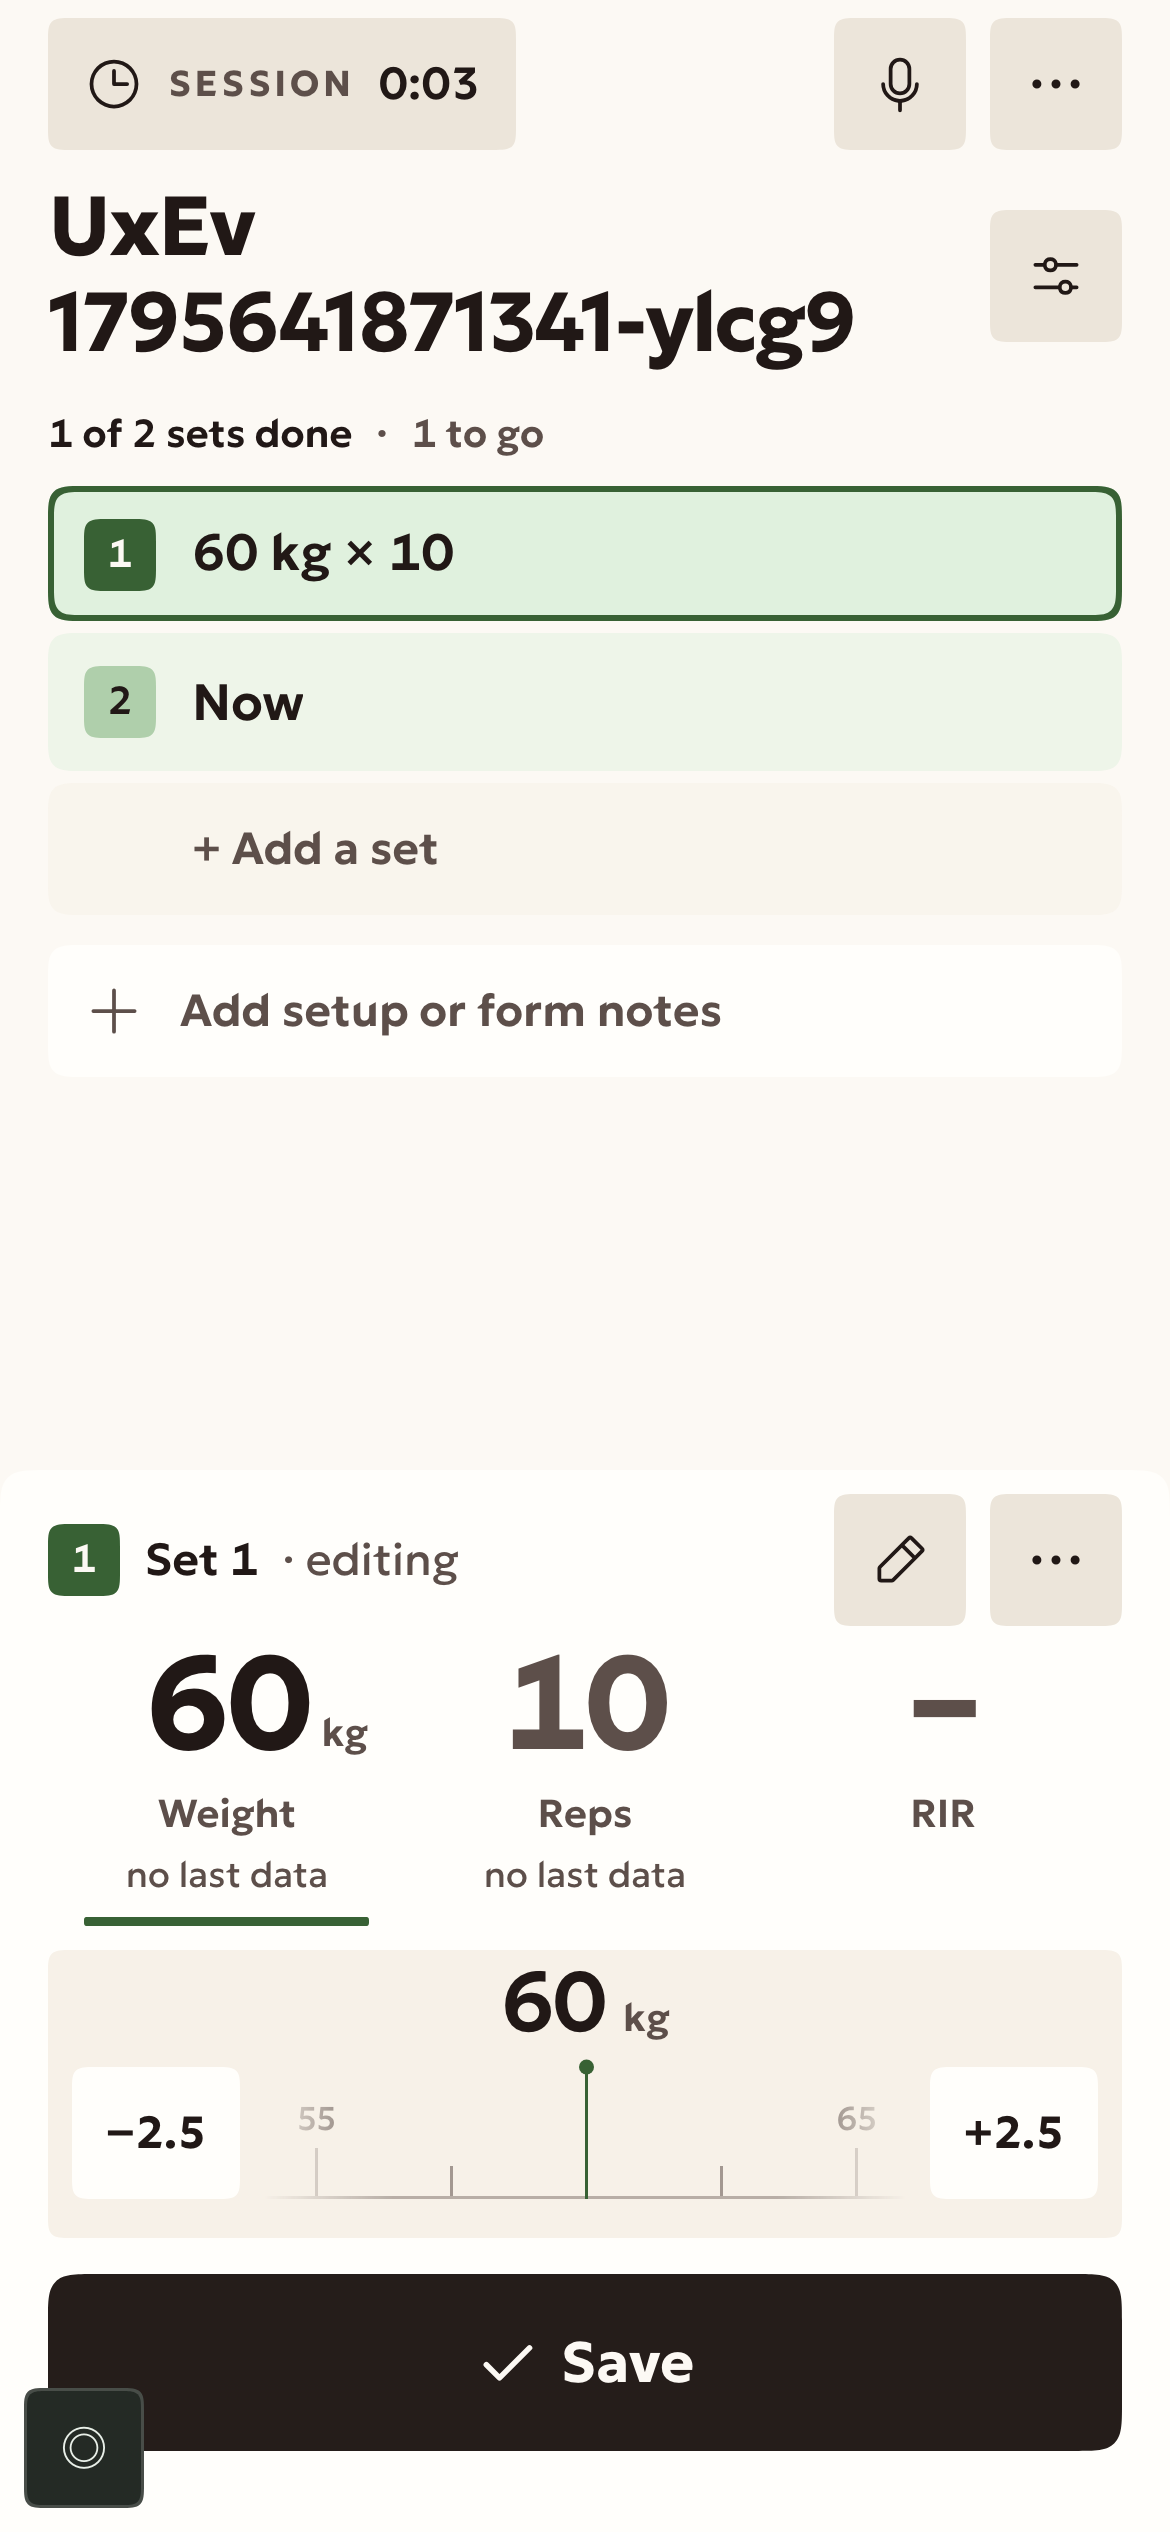 SESSION 0:03
UxEv
1795641871341-ylcg9
1 of 2 sets done · 1 to go
1 60 kg × 10
2 Now
+ Add a set
Add setup or form notes
1 Set 1 · editing
60 kg 10 –
Weight Reps RIR
no last data no last data
60 kg
−2.5 55 65 +2.5
Save